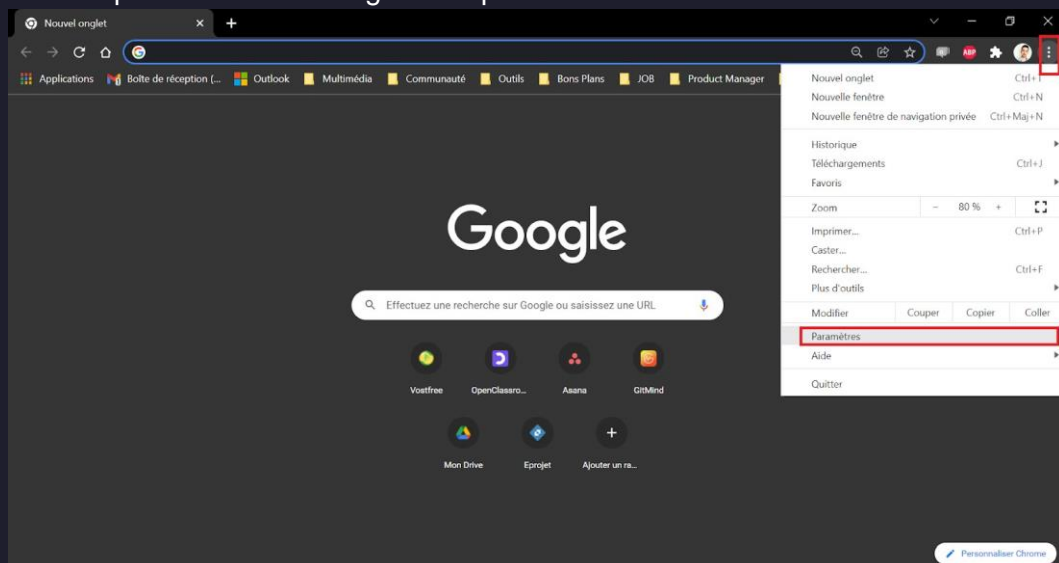 Nouvel onglet
Applications Boîte de réception (... Outlook Multimédia Communauté Outils Bons Plans JOB Product Manager
ABP
Nouvel onglet Ctrl+T
Nouvelle fenêtre Ctrl+N
Nouvelle fenêtre de navigation privée Ctrl+Maj+N
Historique
Téléchargements Ctrl+J
Favoris
Zoom - 80 % +
Imprimer... Ctrl+P
Caster...
Rechercher... Ctrl+F
Plus d'outils
Modifier Couper Copier Coller
Paramètres
Aide
Quitter
Google
Effectuez une recherche sur Google ou saisissez une URL
Vostfree OpenClassro... Asana GitMind
Mon Drive Eprojet Ajouter un ra...
Personnaliser Chrome